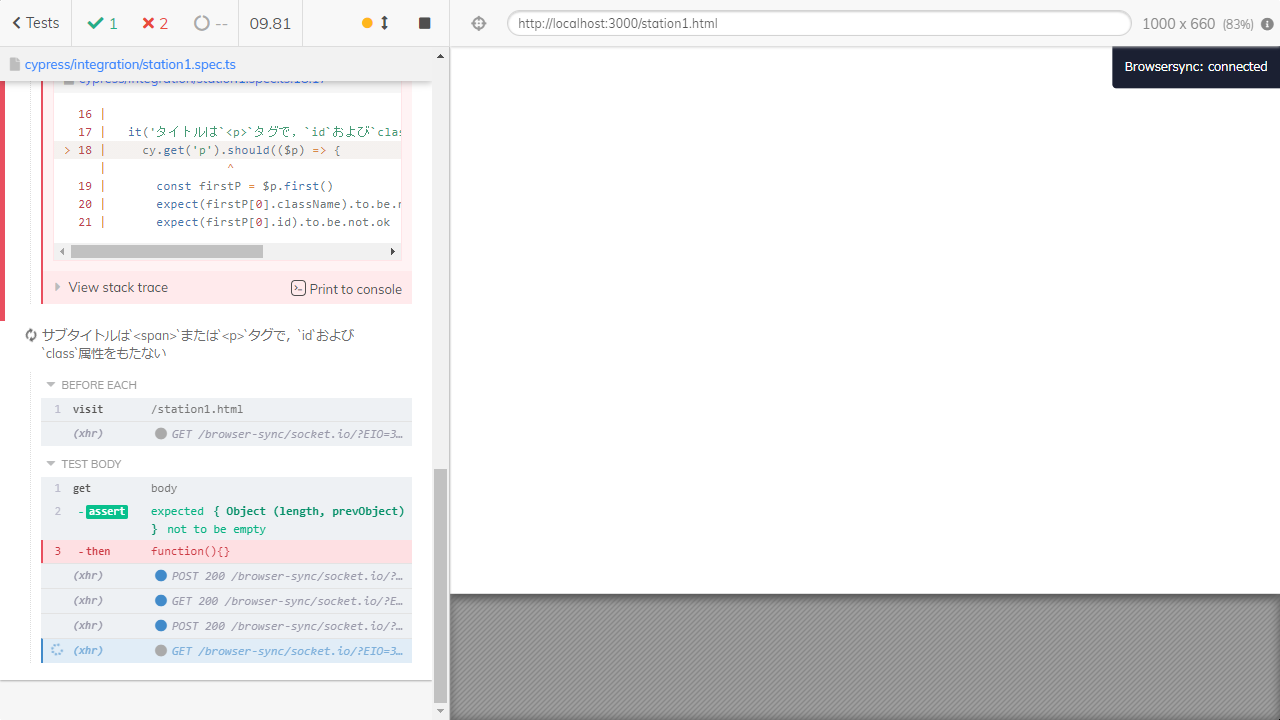 Tests
1
2
--
09.81
http://localhost:3000/station1.html
1000 x 660 (83%)
cypress/integration/station1.spec.ts
Browsersync: connected
16 |
17 | it('タイトルは`<p>`タグで，`id`および`clas
> 18 | cy.get('p').should(($p) => {
| ^
19 | const firstP = $p.first()
20 | expect(firstP[0].className).to.be.n
21 | expect(firstP[0].id).to.be.not.ok
View stack trace
Print to console
サブタイトルは`<span>`または`<p>`タグで，`id`および
`class`属性をもたない
BEFORE EACH
1 visit /station1.html
(xhr) GET /browser-sync/socket.io/?EIO=3…
TEST BODY
1 get body
2 -assert expected { Object (length, prevObject)
} not to be empty
3 -then function(){}
(xhr) POST 200 /browser-sync/socket.io/?…
(xhr) GET 200 /browser-sync/socket.io/?E…
(xhr) POST 200 /browser-sync/socket.io/?…
(xhr) GET /browser-sync/socket.io/?EIO=3…